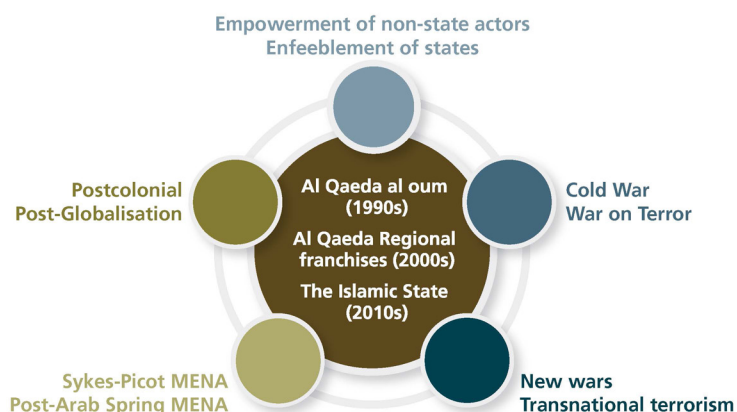 Empowerment of non-state actors
Enfeeblement of states
Postcolonial
Post-Globalisation
Al Qaeda al oum
(1990s)
Al Qaeda Regional
franchises (2000s)
The Islamic State
(2010s)
Cold War
War on Terror
Sykes-Picot MENA
Post-Arab Spring MENA
New wars
Transnational terrorism